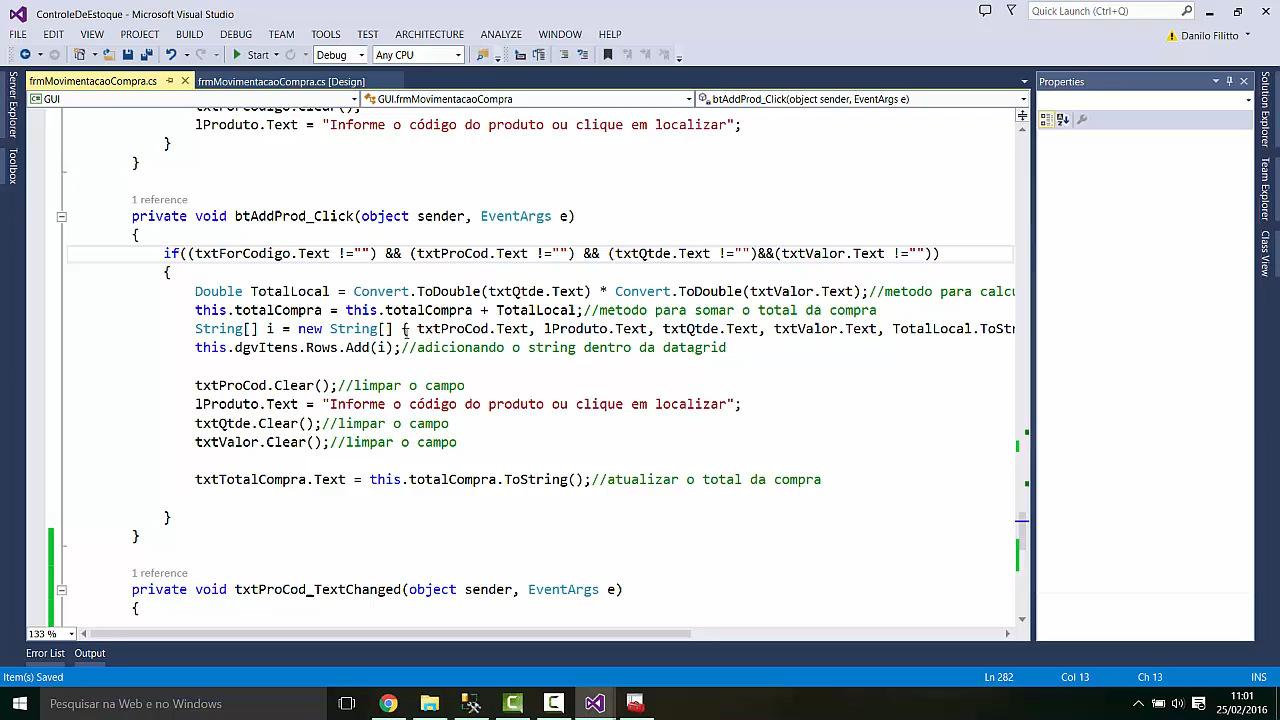 ControleDeEstoque - Microsoft Visual Studio
Quick Launch (Ctrl+Q)
FILE EDIT VIEW PROJECT BUILD DEBUG TEAM TOOLS TEST ARCHITECTURE ANALYZE WINDOW HELP
Danilo Filitto
Start Debug Any CPU
frmMovimentacaoCompra.cs frmMovimentacaoCompra.cs [Design]
Properties
GUI GUI.frmMovimentacaoCompra btAddProd_Click(object sender, EventArgs e)
Server Explorer
Toolbox
Solution Explorer
Team Explorer
Class View
lProduto.Text = "Informe o código do produto ou clique em localizar";
}
}
1 reference
private void btAddProd_Click(object sender, EventArgs e)
{
if((txtForCodigo.Text !="") && (txtProCod.Text !="") && (txtQtde.Text !="")&&(txtValor.Text !=""))
{
Double TotalLocal = Convert.ToDouble(txtQtde.Text) * Convert.ToDouble(txtValor.Text);//metodo para calcu
this.totalCompra = this.totalCompra + TotalLocal;//metodo para somar o total da compra
String[] i = new String[] { txtProCod.Text, lProduto.Text, txtQtde.Text, txtValor.Text, TotalLocal.ToStr
this.dgvItens.Rows.Add(i);//adicionando o string dentro da datagrid
txtProCod.Clear();//limpar o campo
lProduto.Text = "Informe o código do produto ou clique em localizar";
txtQtde.Clear();//limpar o campo
txtValor.Clear();//limpar o campo
txtTotalCompra.Text = this.totalCompra.ToString();//atualizar o total da compra
}
}
1 reference
private void txtProCod_TextChanged(object sender, EventArgs e)
{
133 %
Error List Output
Item(s) Saved Ln 282 Col 13 Ch 13 INS
Pesquisar na Web e no Windows
11:01
25/02/2016